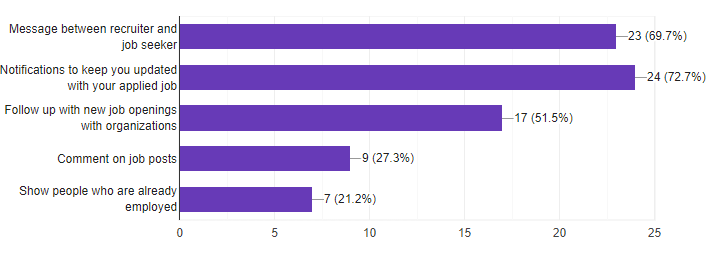 Message between recruiter and
job seeker
23 (69.7%)
Notifications to keep you updated
with your applied job
24 (72.7%)
Follow up with new job openings
with organizations
17 (51.5%)
Comment on job posts
9 (27.3%)
Show people who are already
employed
7 (21.2%)
0 5 10 15 20 25